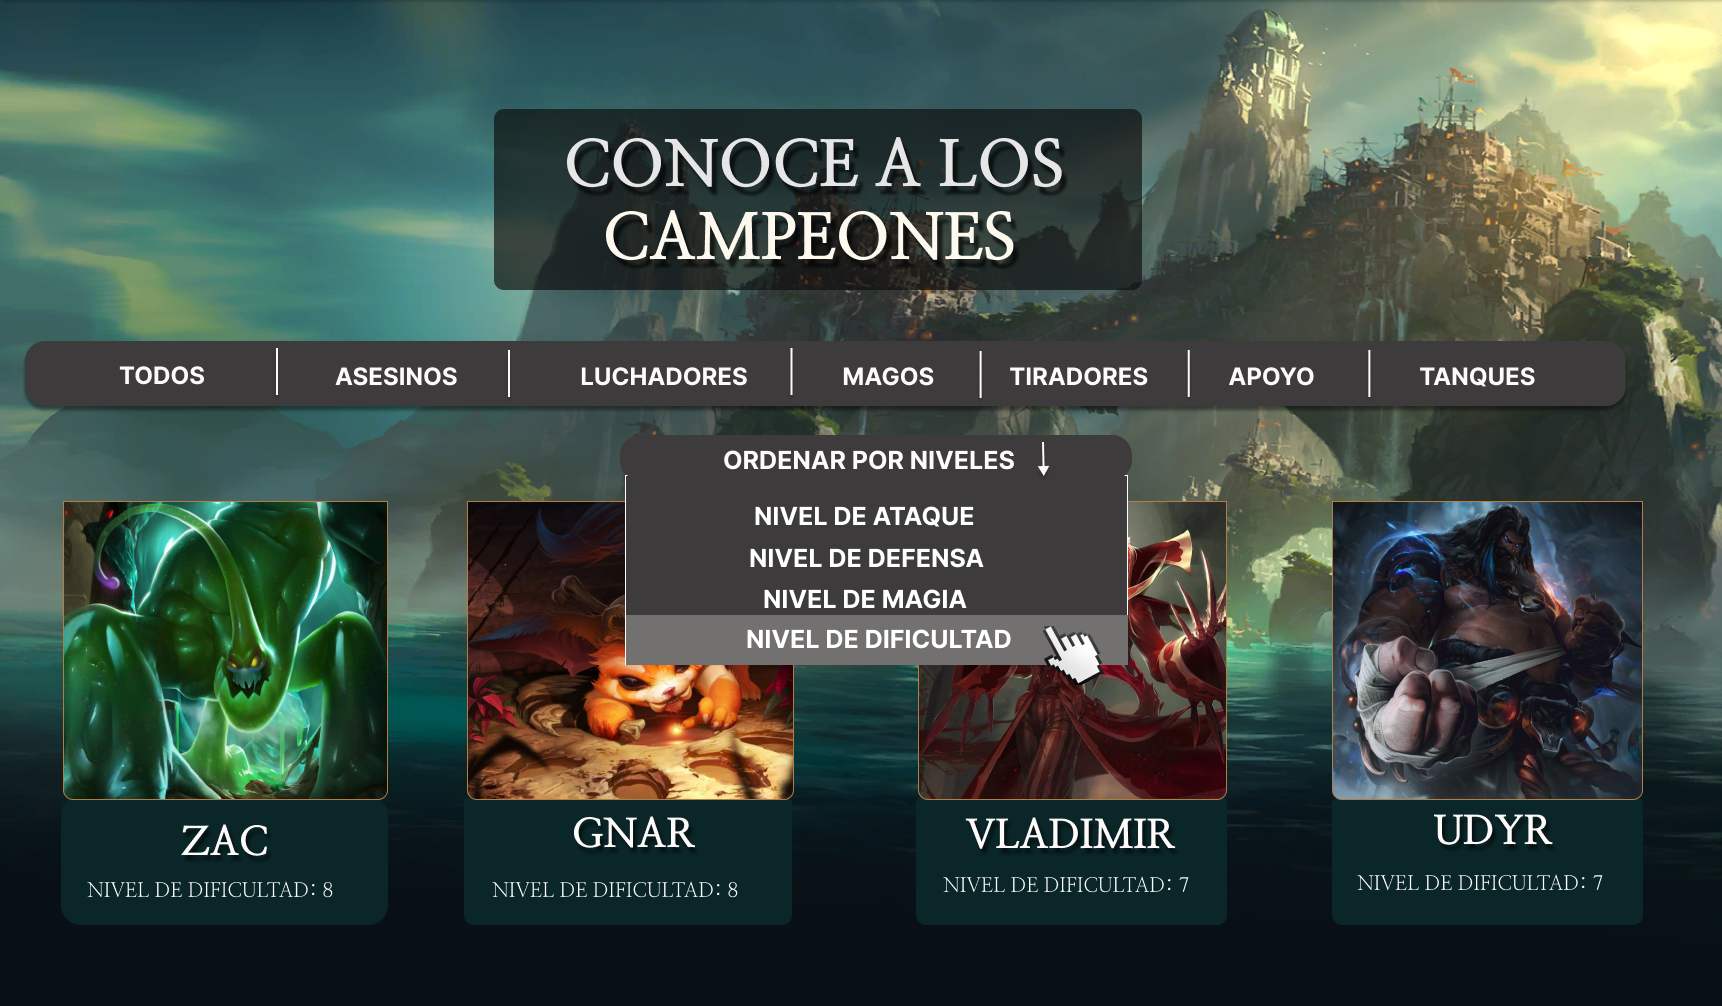 CONOCE A LOS
CAMPEONES
TODOS
ASESINOS
LUCHADORES
MAGOS
TIRADORES
APOYO
TANQUES
ORDENAR POR NIVELES
NIVEL DE ATAQUE
NIVEL DE DEFENSA
NIVEL DE MAGIA
NIVEL DE DIFICULTAD
ZAC
NIVEL DE DIFICULTAD: 8
GNAR
NIVEL DE DIFICULTAD: 8
VLADIMIR
NIVEL DE DIFICULTAD: 7
UDYR
NIVEL DE DIFICULTAD: 7